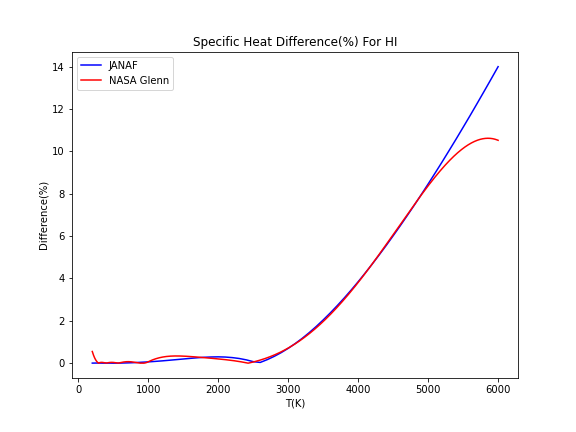 Specific Heat Difference(%) For HI
JANAF
NASA Glenn
14
12
10
8
6
4
2
0
Difference(%)
0 1000 2000 3000 4000 5000 6000
T(K)